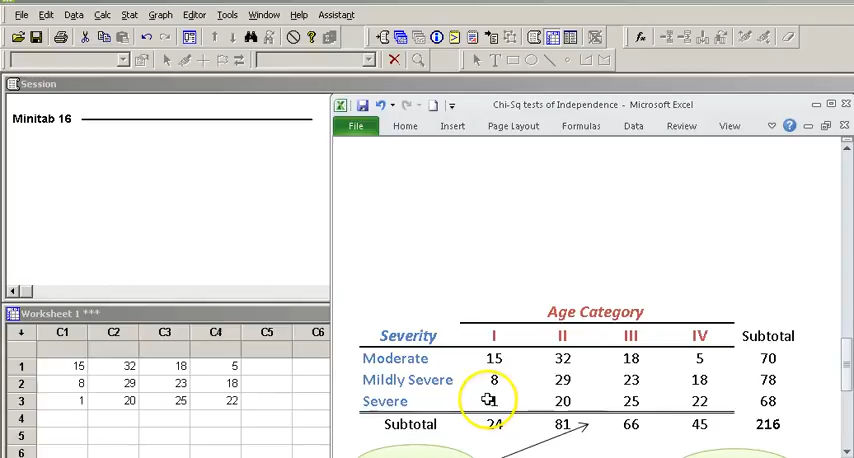 File Edit Data Calc Stat Graph Editor Tools Window Help Assistant
Session
Minitab 16
Chi-Sq tests of Independence - Microsoft Excel
File Home Insert Page Layout Formulas Data Review View
Age Category
Severity I II III IV Subtotal
Moderate 15 32 18 5 70
Mildly Severe 8 29 23 18 78
Severe 1 20 25 22 68
Subtotal 24 81 66 45 216
Worksheet 1 ***
C1 C2 C3 C4 C5 C6
1 15 32 18 5
2 8 29 23 18
3 1 20 25 22
4
5
6